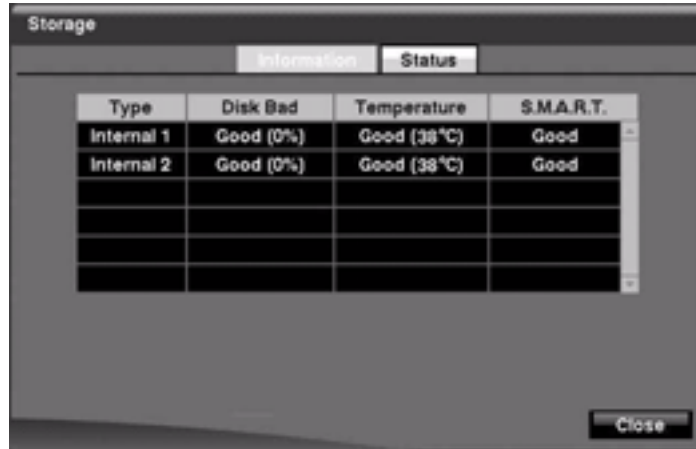 Storage
Information Status
Type Disk Bad Temperature S.M.A.R.T.
Internal 1 Good (0%) Good (38°C) Good
Internal 2 Good (0%) Good (38°C) Good
Close